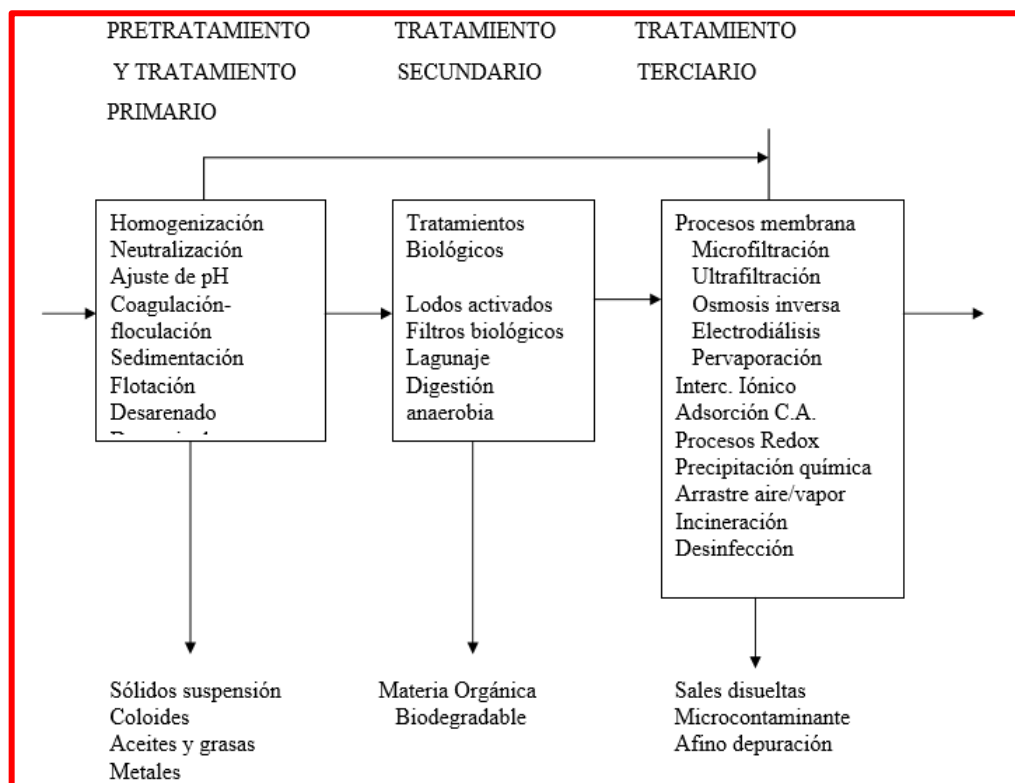 PRETRATAMIENTO
Y TRATAMIENTO
PRIMARIO
TRATAMIENTO
SECUNDARIO
TRATAMIENTO
TERCIARIO
Homogenización
Neutralización
Ajuste de pH
Coagulación-
floculación
Sedimentación
Flotación
Desarenado
Tratamientos
Biológicos
Lodos activados
Filtros biológicos
Lagunaje
Digestión
anaerobia
Procesos membrana
Microfiltración
Ultrafiltración
Osmosis inversa
Electrodiálisis
Pervaporación
Interc. Iónico
Adsorción C.A.
Procesos Redox
Precipitación química
Arrastre aire/vapor
Incineración
Desinfección
Sólidos suspensión
Coloides
Aceites y grasas
Metales
Materia Orgánica
Biodegradable
Sales disueltas
Microcontaminante
Afino depuración